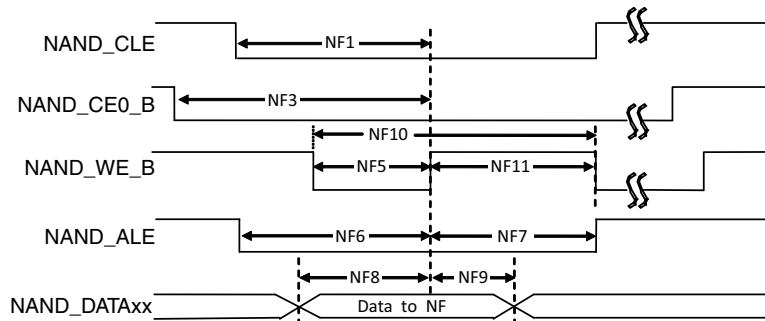 NAND_CLE
NF1
NAND_CE0_B
NF3
NF10
NAND_WE_B
NF5
NF11
NAND_ALE
NF6
NF7
NF8
NF9
NAND_DATAxx
Data to NF